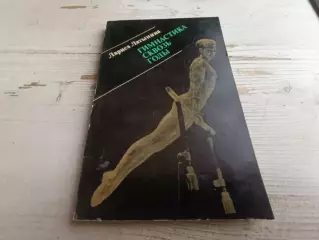 Лариса Латынина
ГИМНАСТИКА
СКВОЗЬ
ГОДЫ